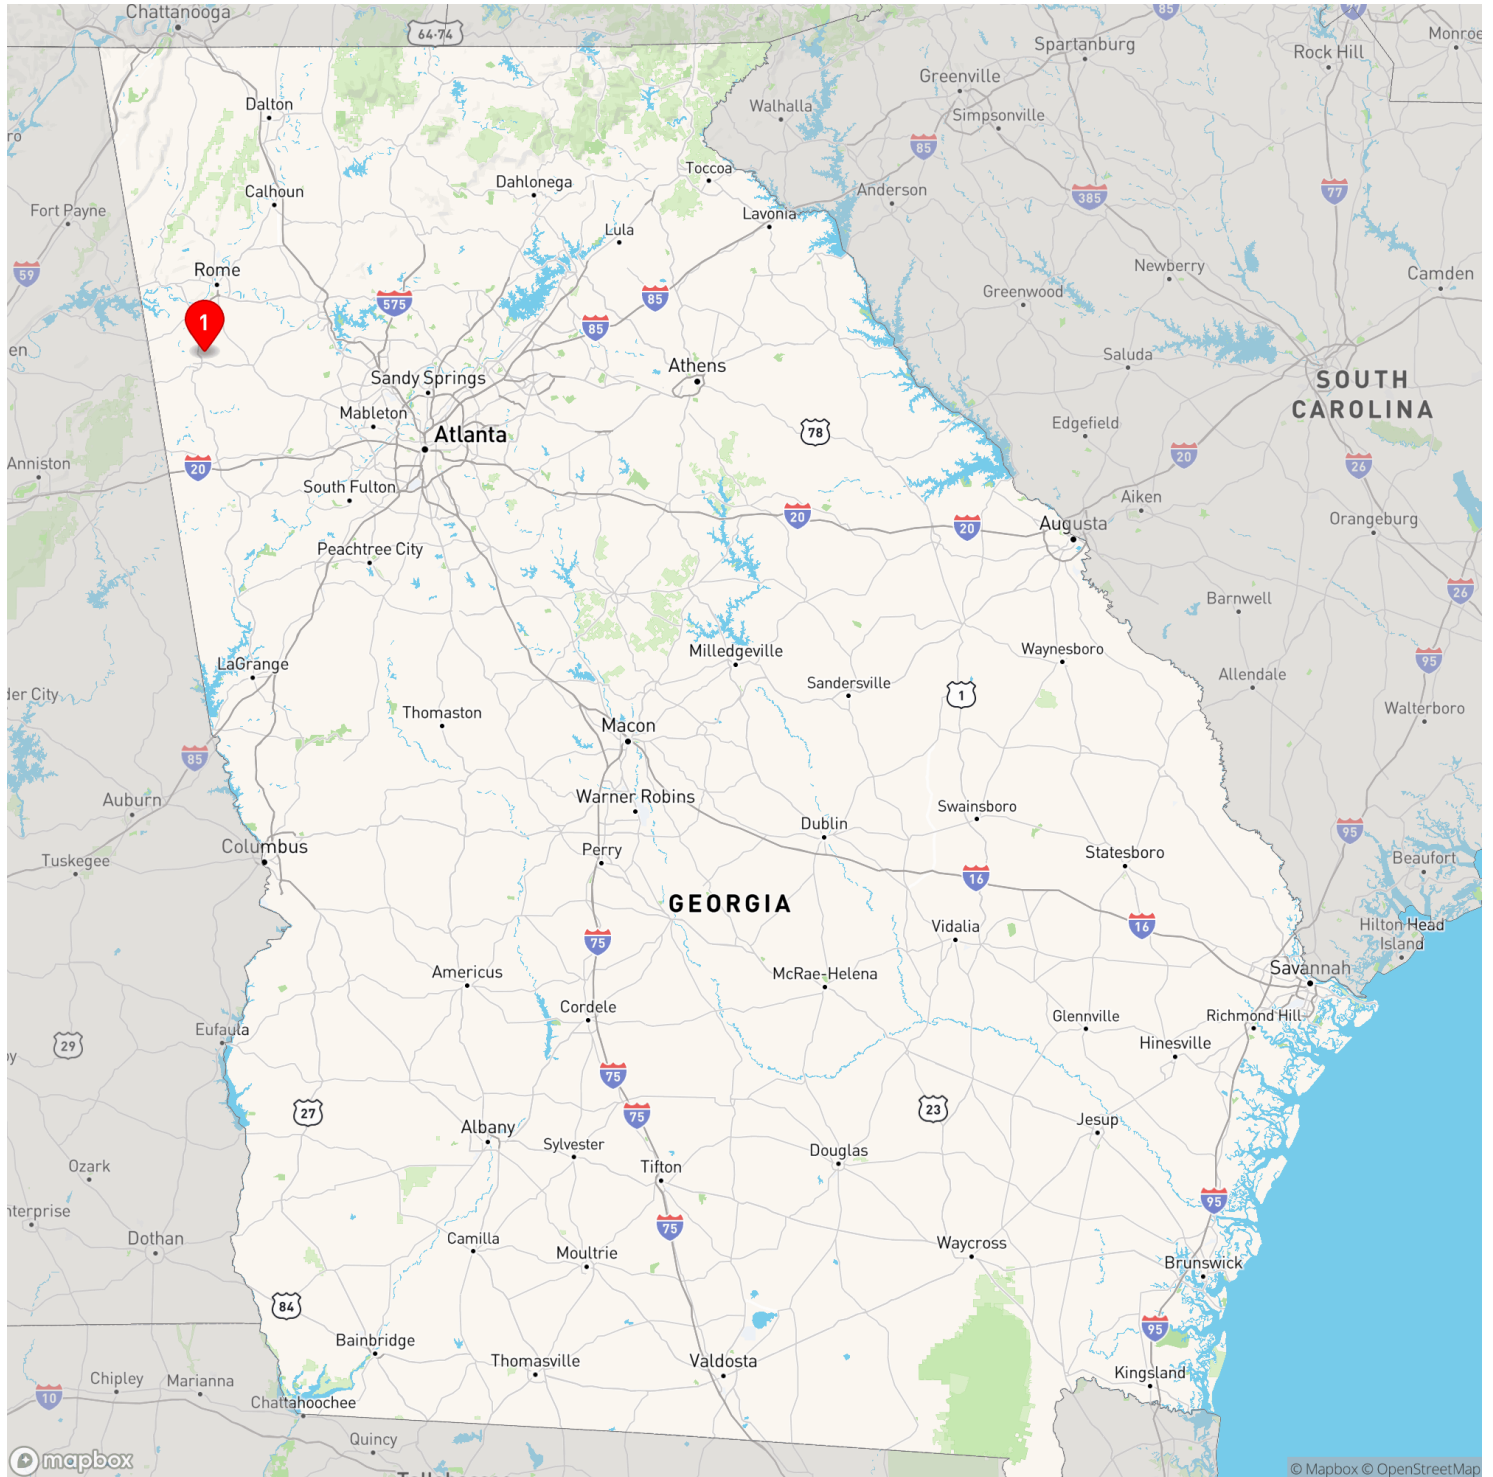 Chattanooga
64-74
85
77
Monroe
Spartanburg
Rock Hill
Greenville
Dalton
Walhalla
Simpsonville
85
Toccoa
Dahlonega
Anderson
385
77
Calhoun
Fort Payne
Lavonia
Lula
59
Rome
Newberry
Camden
Greenwood
575
85
85
1
Saluda
Athens
Sandy Springs
SOUTH
CAROLINA
Mableton
Atlanta
78
Edgefield
20
26
Anniston
20
South Fulton
Aiken
20
20
Augusta
Orangeburg
Peachtree City
26
Barnwell
Milledgeville
Waynesboro
95
LaGrange
Sandersville
Allendale
der City
1
Thomaston
Walterboro
Macon
85
Warner Robins
Auburn
Swainsboro
Dublin
95
Columbus
Perry
Statesboro
Beaufort
Tuskegee
16
GEORGIA
Vidalia
16
Hilton Head
Island
75
Americus
McRae-Helena
Savannah
Cordele
Glennville
Richmond Hill
Eufaula
29
Hinesville
75
27
75
23
Albany
Jesup
Sylvester
Douglas
Ozark
Tifton
95
nterprise
75
Dothan
Camilla
Moultrie
Waycross
Brunswick
84
95
Bainbridge
Thomasville
Valdosta
Kingsland
Chipley
Marianna
10
Chattahoochee
Quincy
mapbox
© Mapbox © OpenStreetMap